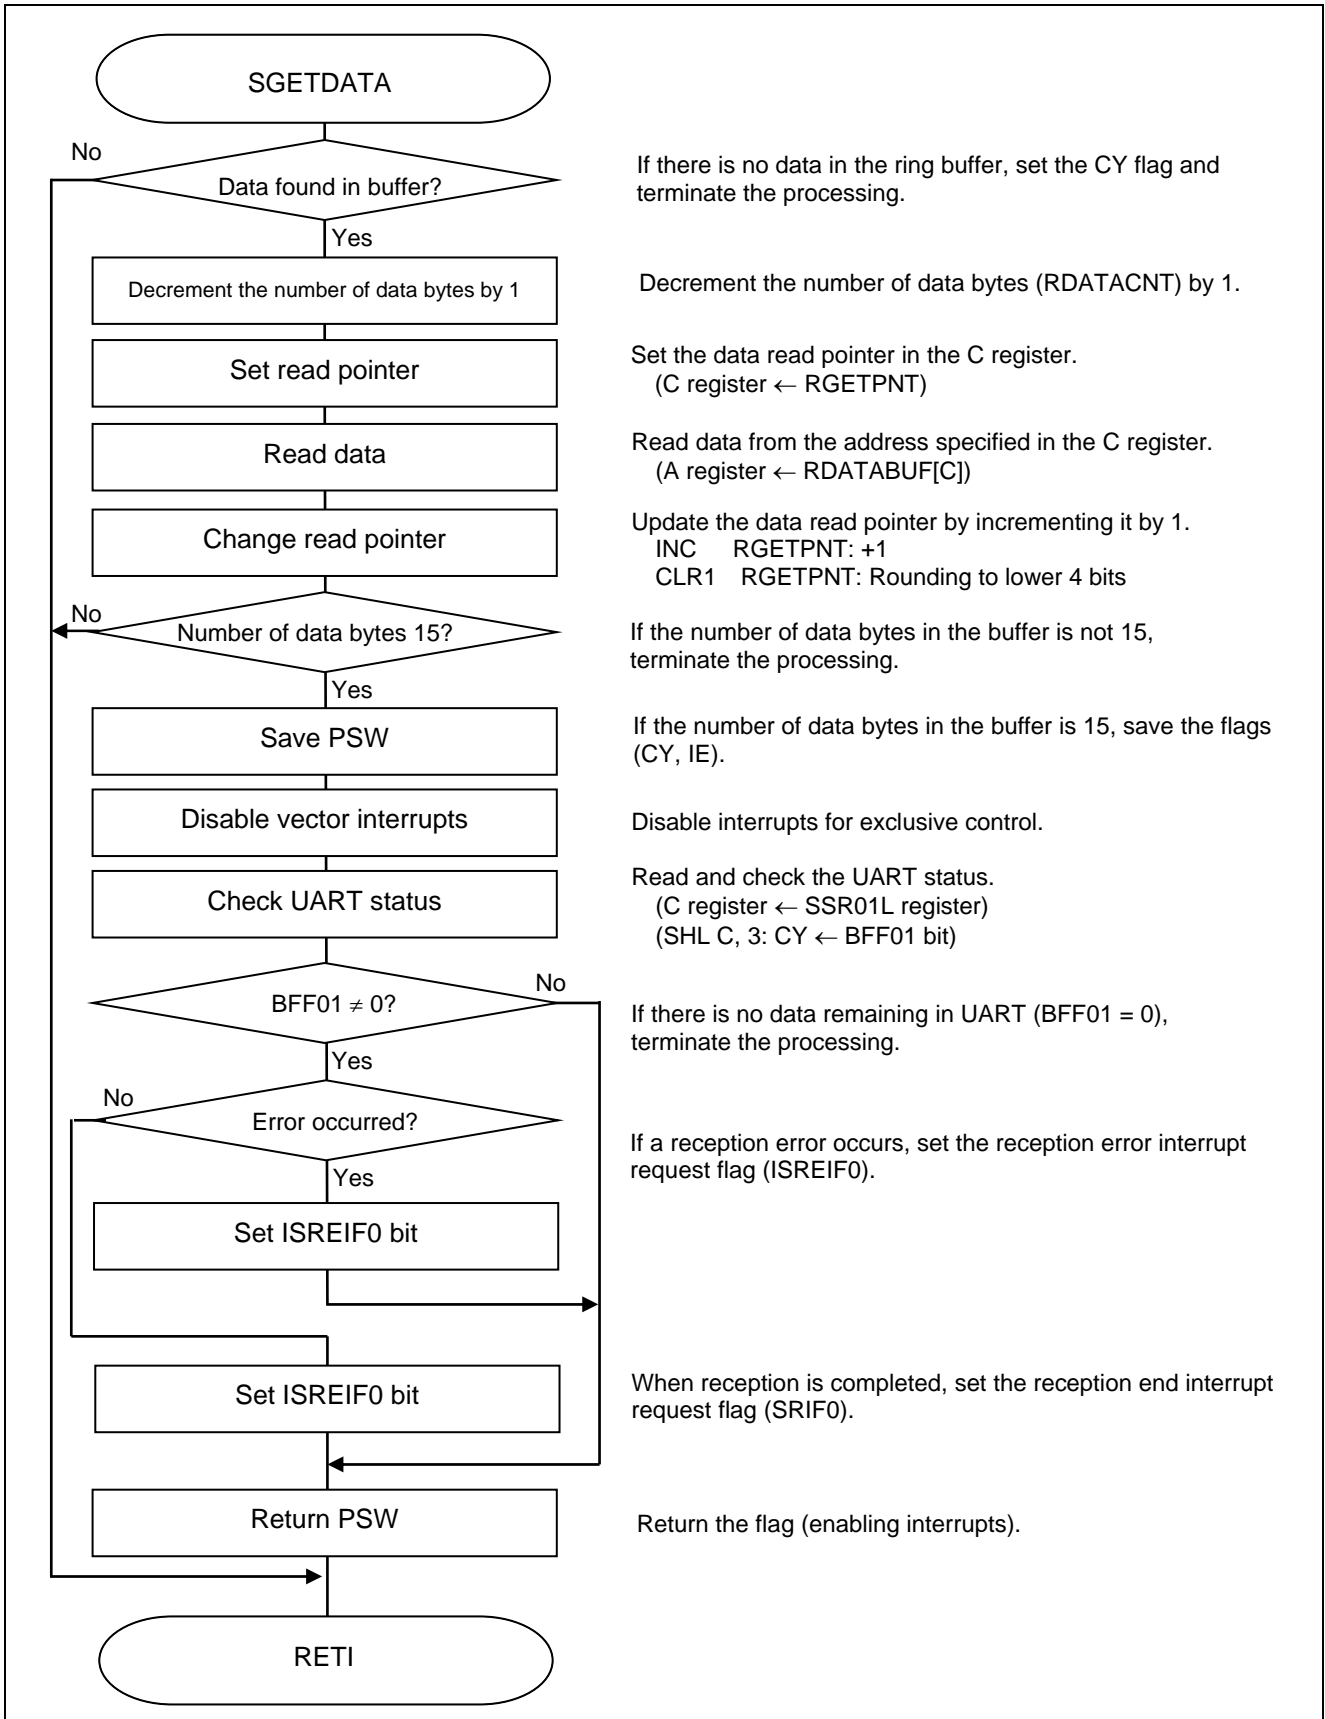 SGETDATA
No
Data found in buffer?
If there is no data in the ring buffer, set the CY flag and
terminate the processing.
Yes
Decrement the number of data bytes by 1
Decrement the number of data bytes (RDATACNT) by 1.
Set read pointer
Set the data read pointer in the C register.
(C register ← RGETPNT)
Read data
Read data from the address specified in the C register.
(A register ← RDATABUF[C])
Change read pointer
Update the data read pointer by incrementing it by 1.
INC RGETPNT: +1
CLR1 RGETPNT: Rounding to lower 4 bits
No
Number of data bytes 15?
If the number of data bytes in the buffer is not 15,
terminate the processing.
Yes
Save PSW
If the number of data bytes in the buffer is 15, save the flags
(CY, IE).
Disable vector interrupts
Disable interrupts for exclusive control.
Check UART status
Read and check the UART status.
(C register ← SSR01L register)
(SHL C, 3: CY ← BFF01 bit)
BFF01 ≠ 0?
No
If there is no data remaining in UART (BFF01 = 0),
terminate the processing.
Yes
No
Error occurred?
If a reception error occurs, set the reception error interrupt
request flag (ISREIF0).
Yes
Set ISREIF0 bit
Set ISREIF0 bit
When reception is completed, set the reception end interrupt
request flag (SRIF0).
Return PSW
Return the flag (enabling interrupts).
RETI